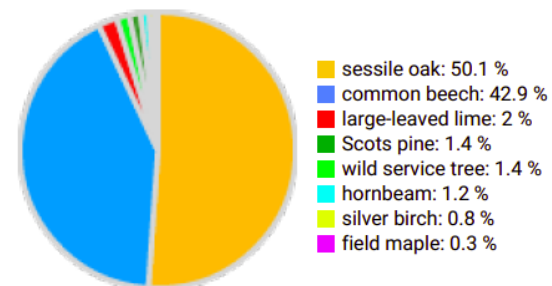 sessile oak: 50.1 %
common beech: 42.9 %
large-leaved lime: 2 %
Scots pine: 1.4 %
wild service tree: 1.4 %
hornbeam: 1.2 %
silver birch: 0.8 %
field maple: 0.3 %